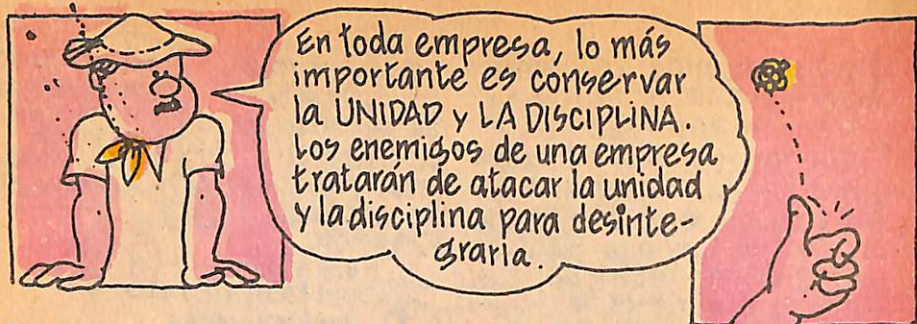 En toda empresa, lo más
importante es conservar
la UNIDAD y LA DISCIPLINA.
Los enemigos de una empresa
tratarán de atacar la unidad
y la disciplina para desinte-
grarla.